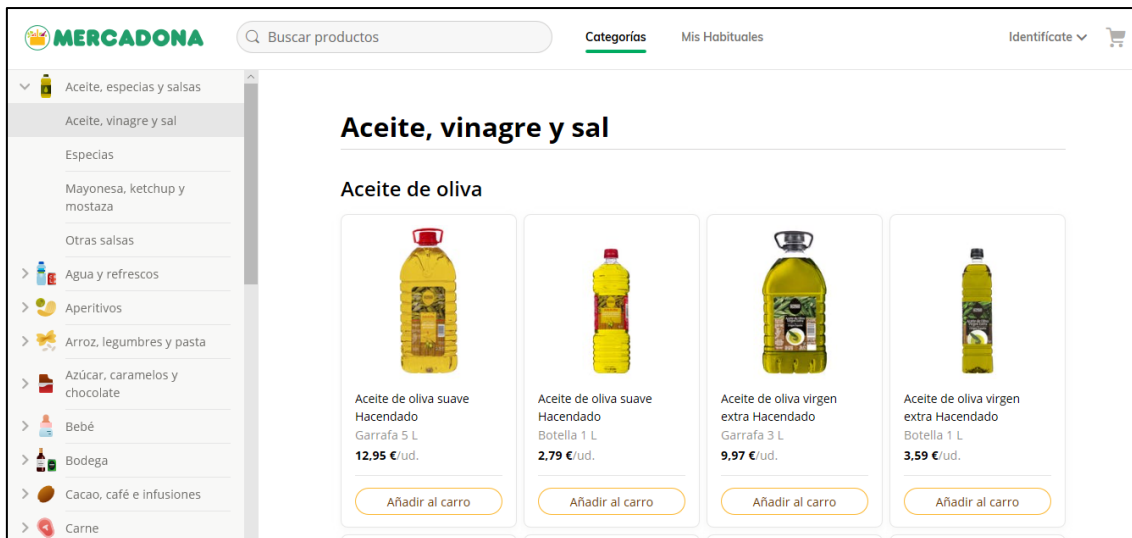 MERCADONA
Buscar productos
Categorías
Mis Habituales
Identifícate
Aceite, especias y salsas
Aceite, vinagre y sal
Especias
Mayonesa, ketchup y
mostaza
Otras salsas
Agua y refrescos
Aperitivos
Arroz, legumbres y pasta
Azúcar, caramelos y
chocolate
Bebé
Bodega
Cacao, café e infusiones
Carne
Aceite, vinagre y sal
Aceite de oliva
Aceite de oliva suave
Hacendado
Garrafa 5 L
12,95 €/ud.
Añadir al carro
Aceite de oliva suave
Hacendado
Botella 1 L
2,79 €/ud.
Añadir al carro
Aceite de oliva virgen
extra Hacendado
Garrafa 3 L
9,97 €/ud.
Añadir al carro
Aceite de oliva virgen
extra Hacendado
Botella 1 L
3,59 €/ud.
Añadir al carro